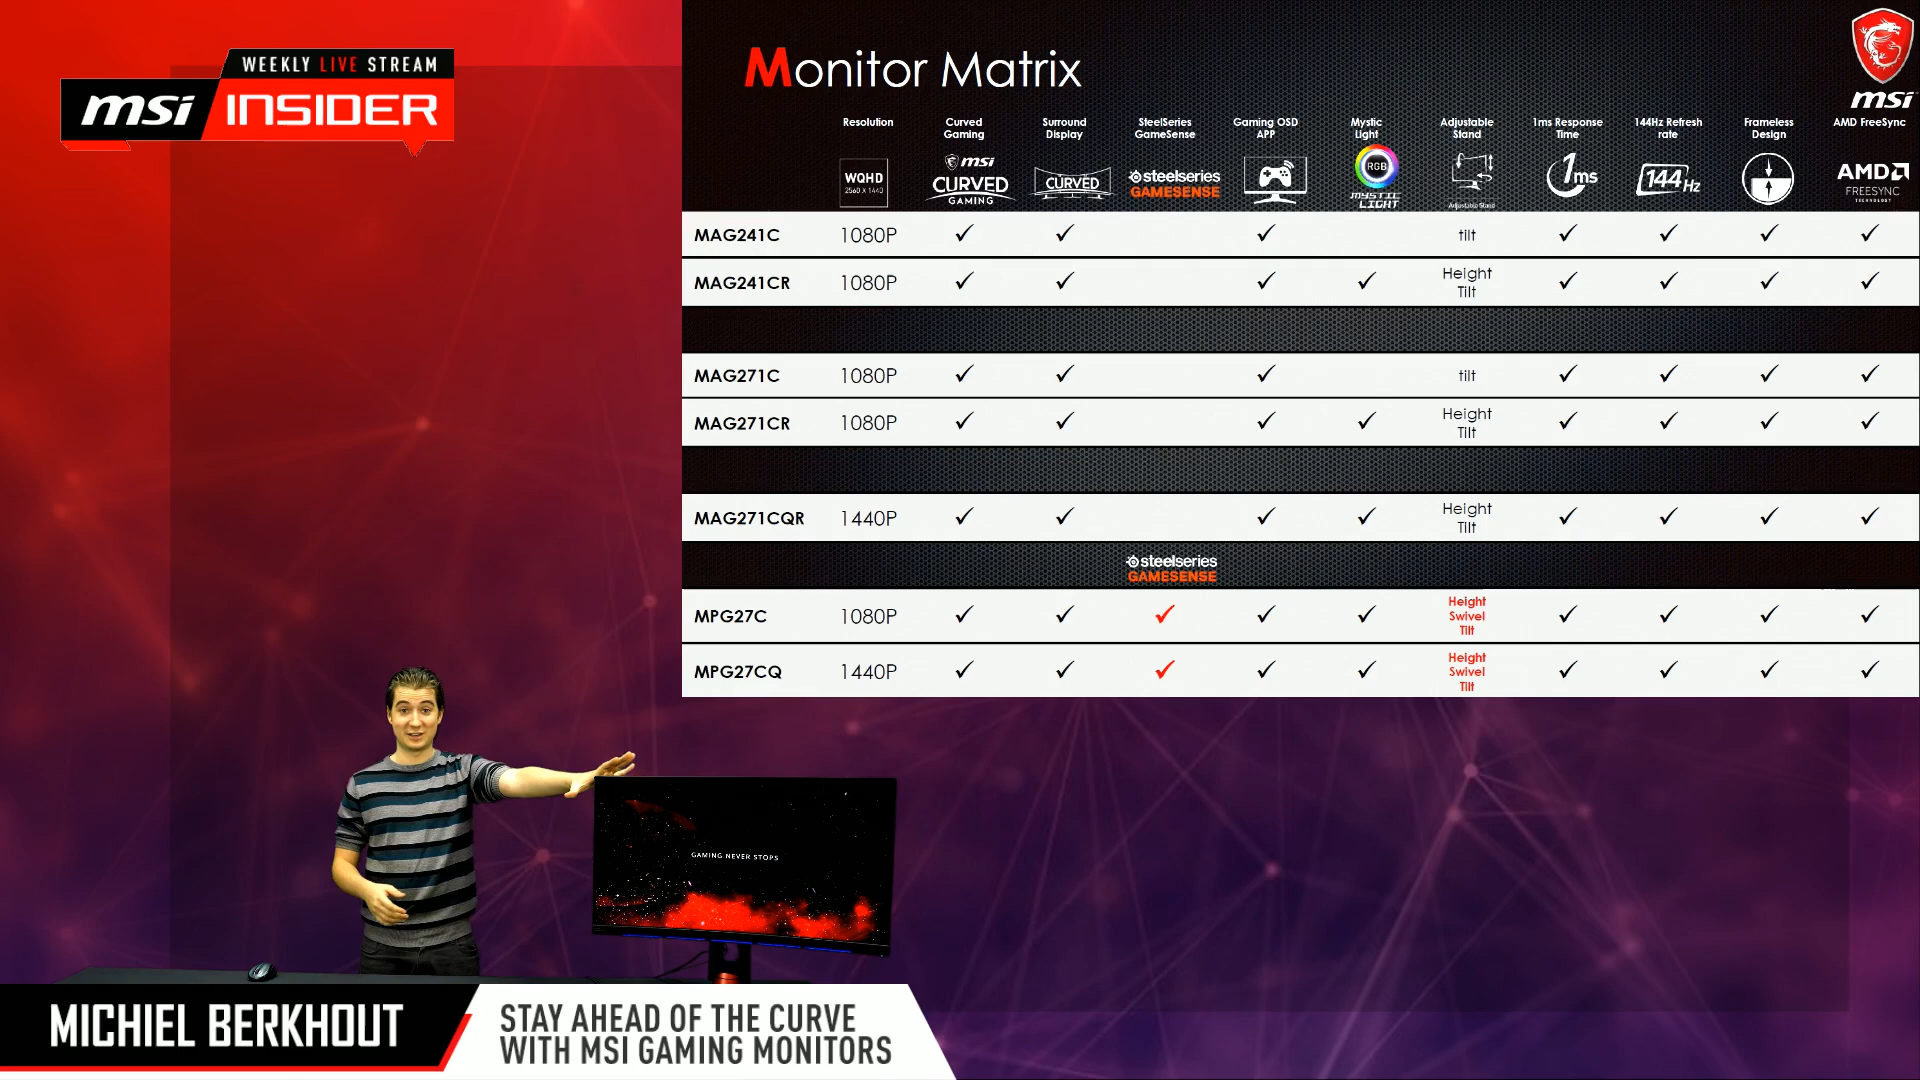 WEEKLY LIVE STREAM
msi INSIDER
Monitor Matrix
msi
Resolution
Curved
Gaming
Surround
Display
SteelSeries
GameSense
Gaming OSD
APP
Mystic
Light
Adjustable
Stand
1ms Response
Time
144Hz Refresh
rate
Frameless
Design
AMD FreeSync
WQHD
2560 X 1440
msi
CURVED
GAMING
CURVED
steelseries
GAMESENSE
RGB
MYSTIC
LIGHT
Adjustable Stand
1ms
144Hz
AMD
FREESYNC
TECHNOLOGY
MAG241C 1080P ✓ ✓ ✓ tilt ✓ ✓ ✓ ✓
MAG241CR 1080P ✓ ✓ ✓ ✓ Height ✓ ✓ ✓ ✓
Tilt
MAG271C 1080P ✓ ✓ ✓ tilt ✓ ✓ ✓ ✓
MAG271CR 1080P ✓ ✓ ✓ ✓ Height ✓ ✓ ✓ ✓
Tilt
MAG271CQR 1440P ✓ ✓ ✓ ✓ Height ✓ ✓ ✓ ✓
Tilt
steelseries
GAMESENSE
MPG27C 1080P ✓ ✓ ✓ ✓ ✓ Height ✓ ✓ ✓ ✓
Swivel
Tilt
MPG27CQ 1440P ✓ ✓ ✓ ✓ ✓ Height ✓ ✓ ✓ ✓
Swivel
Tilt
GAMING NEVER STOPS
MICHIEL BERKHOUT
STAY AHEAD OF THE CURVE
WITH MSI GAMING MONITORS